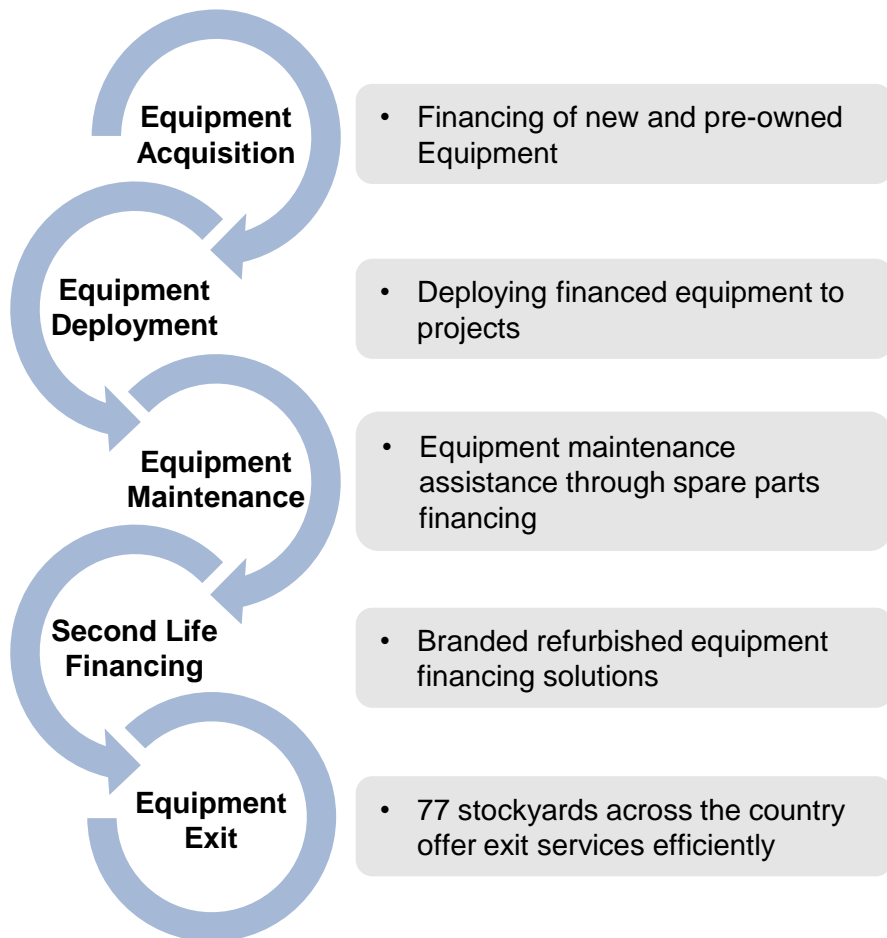 Equipment
Acquisition
• Financing of new and pre-owned
Equipment
Equipment
Deployment
• Deploying financed equipment to
projects
Equipment
Maintenance
• Equipment maintenance
assistance through spare parts
financing
Second Life
Financing
• Branded refurbished equipment
financing solutions
Equipment
Exit
• 77 stockyards across the country
offer exit services efficiently